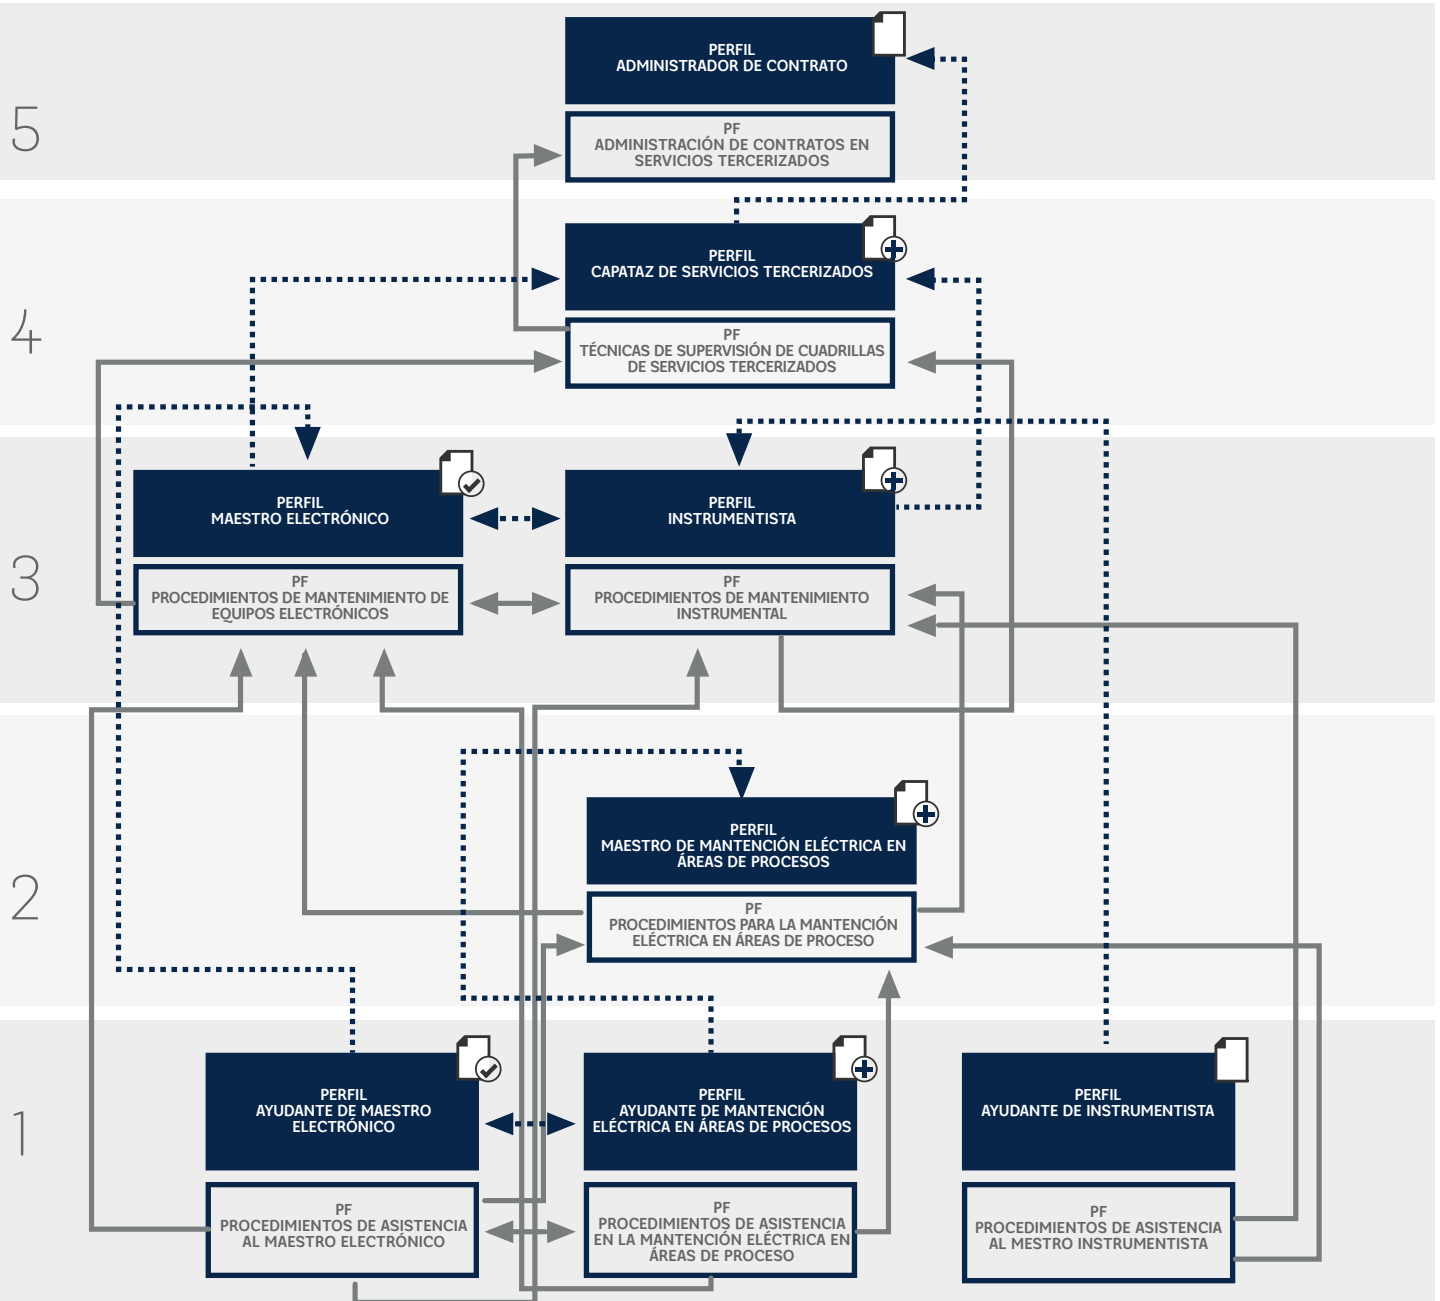 5
PERFIL
ADMINISTRADOR DE CONTRATO
PF
ADMINISTRACIÓN DE CONTRATOS EN
SERVICIOS TERCERIZADOS
4
PERFIL
CAPATAZ DE SERVICIOS TERCERIZADOS
PF
TÉCNICAS DE SUPERVISIÓN DE CUADRILLAS
DE SERVICIOS TERCERIZADOS
3
PERFIL
MAESTRO ELECTRÓNICO
PF
PROCEDIMIENTOS DE MANTENIMIENTO DE
EQUIPOS ELECTRÓNICOS
PERFIL
INSTRUMENTISTA
PF
PROCEDIMIENTOS DE MANTENIMIENTO
INSTRUMENTAL
2
PERFIL
MAESTRO DE MANTENCIÓN ELÉCTRICA EN
ÁREAS DE PROCESOS
PF
PROCEDIMIENTOS PARA LA MANTENCIÓN
ELÉCTRICA EN ÁREAS DE PROCESO
1
PERFIL
AYUDANTE DE MAESTRO
ELECTRÓNICO
PF
PROCEDIMIENTOS DE ASISTENCIA
AL MAESTRO ELECTRÓNICO
PERFIL
AYUDANTE DE MANTENCIÓN
ELÉCTRICA EN ÁREAS DE PROCESOS
PF
PROCEDIMIENTOS DE ASISTENCIA
EN LA MANTENCIÓN ELÉCTRICA EN
ÁREAS DE PROCESO
PERFIL
AYUDANTE DE INSTRUMENTISTA
PF
PROCEDIMIENTOS DE ASISTENCIA
AL MESTRO INSTRUMENTISTA